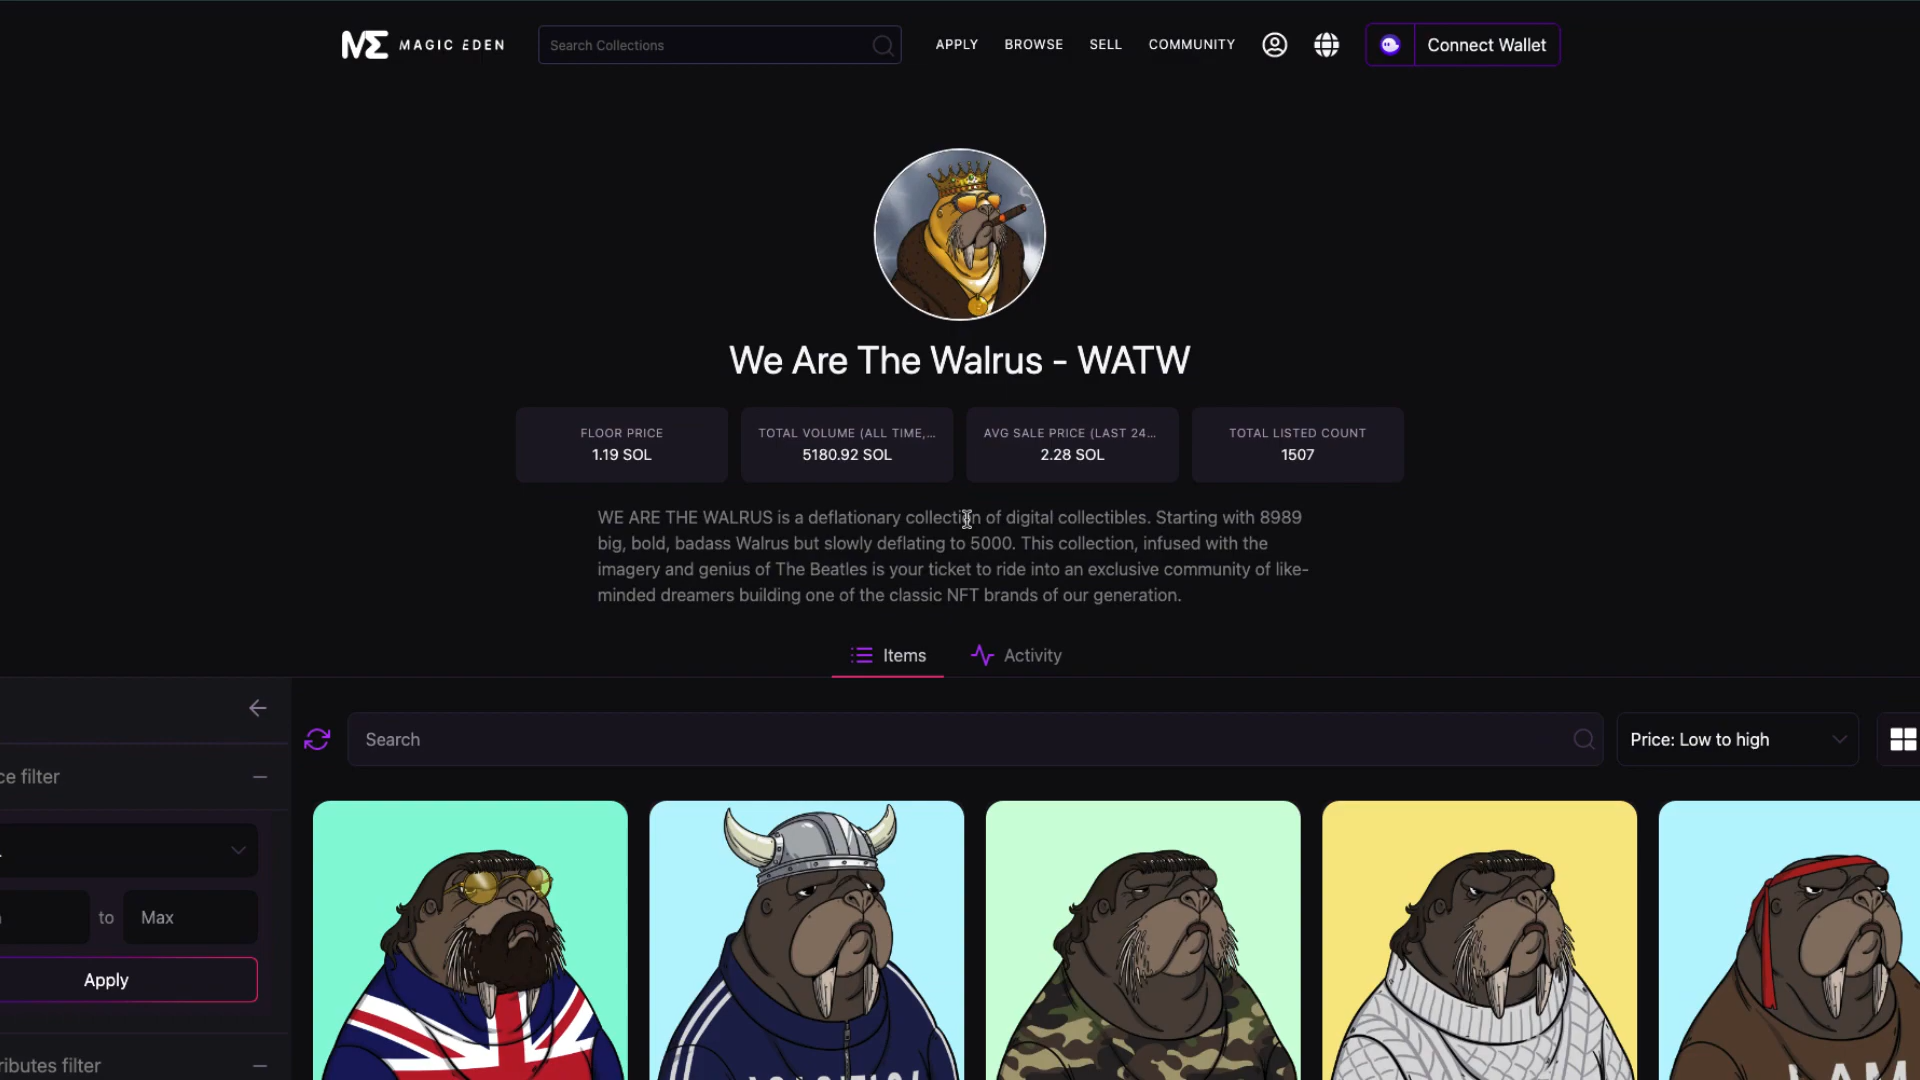 MAGIC EDEN
Search Collections
APPLY
BROWSE
SELL
COMMUNITY
Connect Wallet
We Are The Walrus - WATW
FLOOR PRICE
1.19 SOL
TOTAL VOLUME (ALL TIME,...
5180.92 SOL
AVG SALE PRICE (LAST 24...
2.28 SOL
TOTAL LISTED COUNT
1507
WE ARE THE WALRUS is a deflationary collection of digital collectibles. Starting with 8989
big, bold, badass Walrus but slowly deflating to 5000. This collection, infused with the
imagery and genius of The Beatles is your ticket to ride into an exclusive community of like-
minded dreamers building one of the classic NFT brands of our generation.
Items
Activity
Search
Price: Low to high
ce filter
to
Max
Apply
ributes filter
I AM